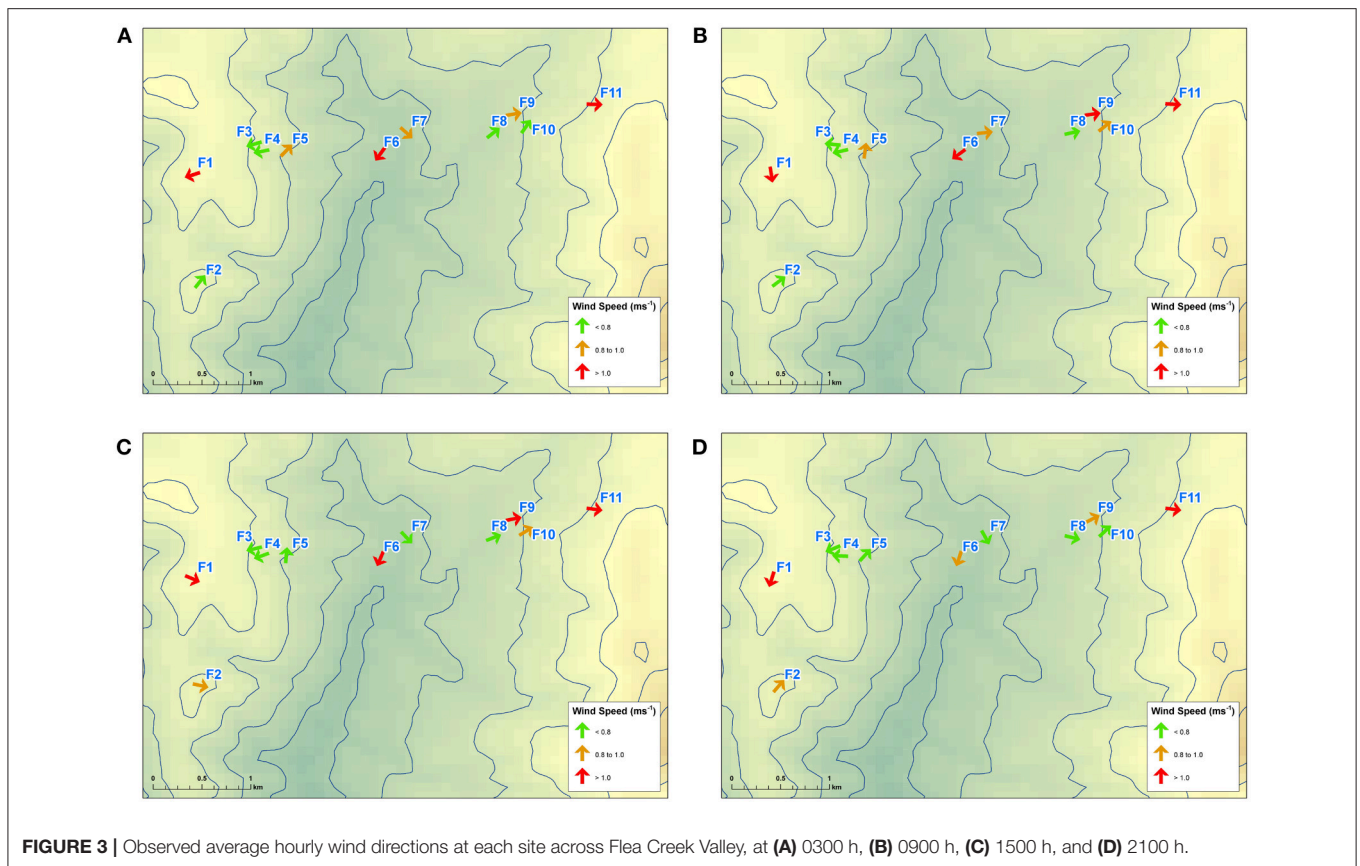 A
F1
F2
F3
F4
F5
F6
F7
F8
F9
F10
F11
Wind Speed (ms⁻¹)
< 0.8
0.8 to 1.0
> 1.0
0 0.5 1
km
B
F1
F2
F3
F4
F5
F6
F7
F8
F9
F10
F11
Wind Speed (ms⁻¹)
< 0.8
0.8 to 1.0
> 1.0
0 0.5 1
km
C
F1
F2
F3
F4
F5
F6
F7
F8
F9
F10
F11
Wind Speed (ms⁻¹)
< 0.8
0.8 to 1.0
> 1.0
0 0.5 1
km
D
F1
F2
F3
F4
F5
F6
F7
F8
F9
F10
F11
Wind Speed (ms⁻¹)
< 0.8
0.8 to 1.0
> 1.0
0 0.5 1
km
FIGURE 3 | Observed average hourly wind directions at each site across Flea Creek Valley, at (A) 0300 h, (B) 0900 h, (C) 1500 h, and (D) 2100 h.